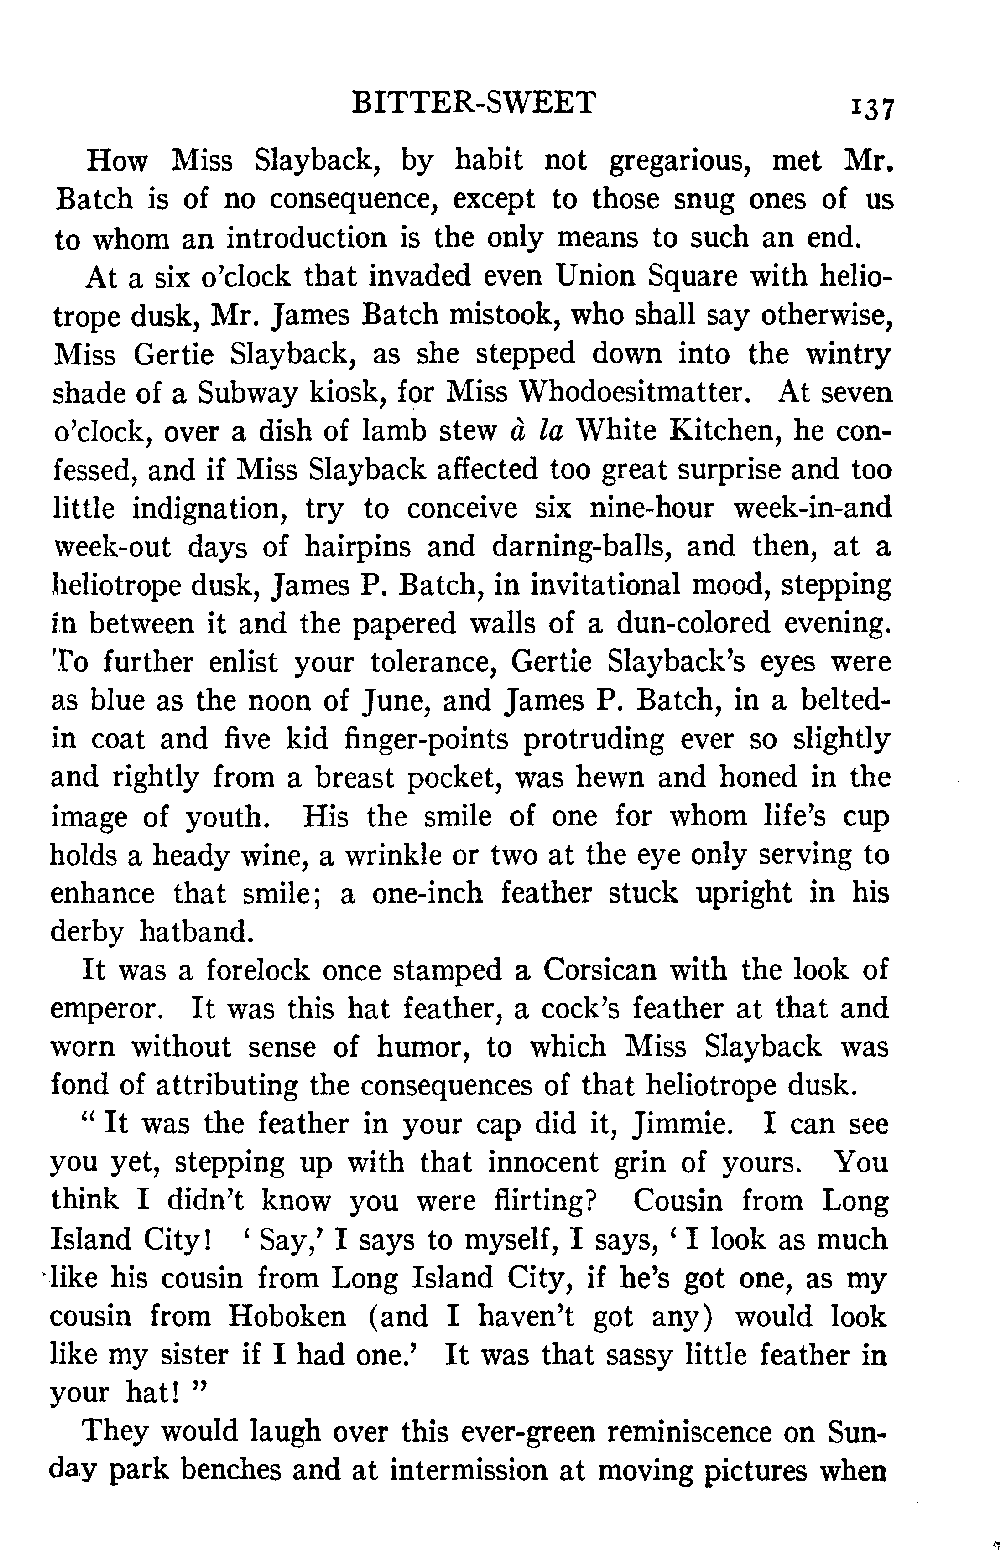 BITTER-SWEET 137
How Miss Slayback, by habit not gregarious, met Mr.
Batch is of no consequence, except to those snug ones of us
to whom an introduction is the only means to such an end.
At a six o'clock that invaded even Union Square with helio-
trope dusk, Mr. James Batch mistook, who shall say otherwise,
Miss Gertie Slayback, as she stepped down into the wintry
shade of a Subway kiosk, for Miss Whodoesitmatter. At seven
o'clock, over a dish of lamb stew à la White Kitchen, he con-
fessed, and if Miss Slayback affected too great surprise and too
little indignation, try to conceive six nine-hour week-in-and
week-out days of hairpins and darning-balls, and then, at a
heliotrope dusk, James P. Batch, in invitational mood, stepping
in between it and the papered walls of a dun-colored evening.
To further enlist your tolerance, Gertie Slayback's eyes were
as blue as the noon of June, and James P. Batch, in a belted-
in coat and five kid finger-points protruding ever so slightly
and rightly from a breast pocket, was hewn and honed in the
image of youth. His the smile of one for whom life's cup
holds a heady wine, a wrinkle or two at the eye only serving to
enhance that smile; a one-inch feather stuck upright in his
derby hatband.
It was a forelock once stamped a Corsican with the look of
emperor. It was this hat feather, a cock's feather at that and
worn without sense of humor, to which Miss Slayback was
fond of attributing the consequences of that heliotrope dusk.
" It was the feather in your cap did it, Jimmie. I can see
you yet, stepping up with that innocent grin of yours. You
think I didn't know you were flirting? Cousin from Long
Island City! ' Say,' I says to myself, I says, ' I look as much
like his cousin from Long Island City, if he's got one, as my
cousin from Hoboken (and I haven't got any) would look
like my sister if I had one.' It was that sassy little feather in
your hat! "
They would laugh over this ever-green reminiscence on Sun-
day park benches and at intermission at moving pictures when